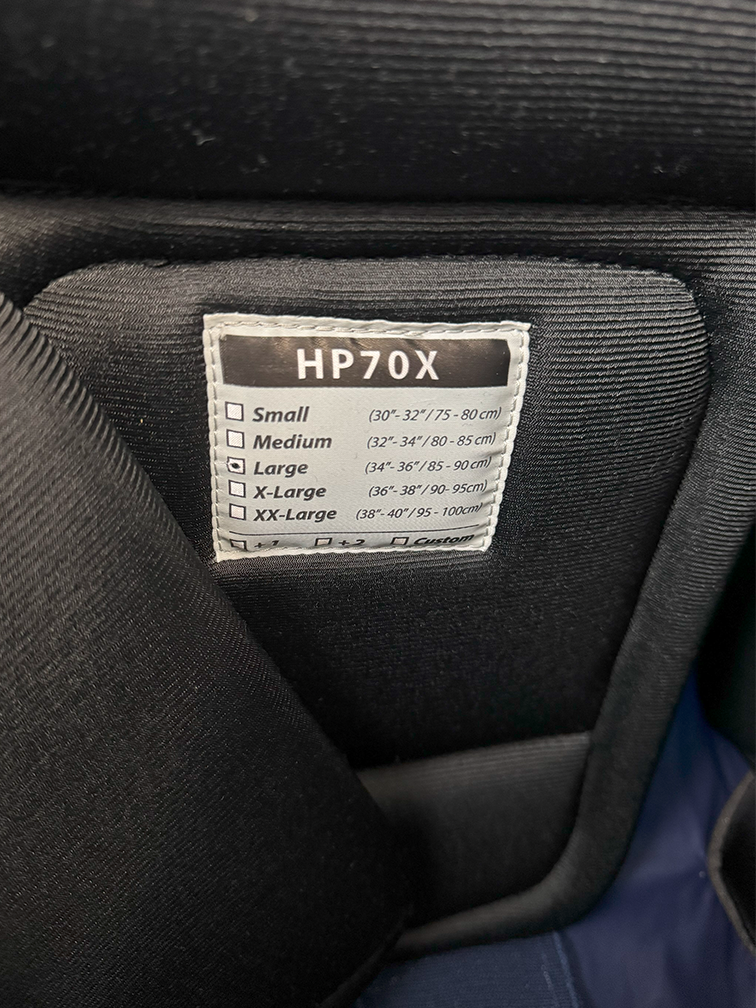 HP70X
Small (30"- 32"/ 75 - 80 cm)
Medium (32"- 34"/ 80 - 85 cm)
Large (34"- 36"/ 85 - 90 cm)
X-Large (36"- 38"/ 90- 95cm)
XX-Large (38"- 40"/ 95 - 100cm)
+1 +2 Custom